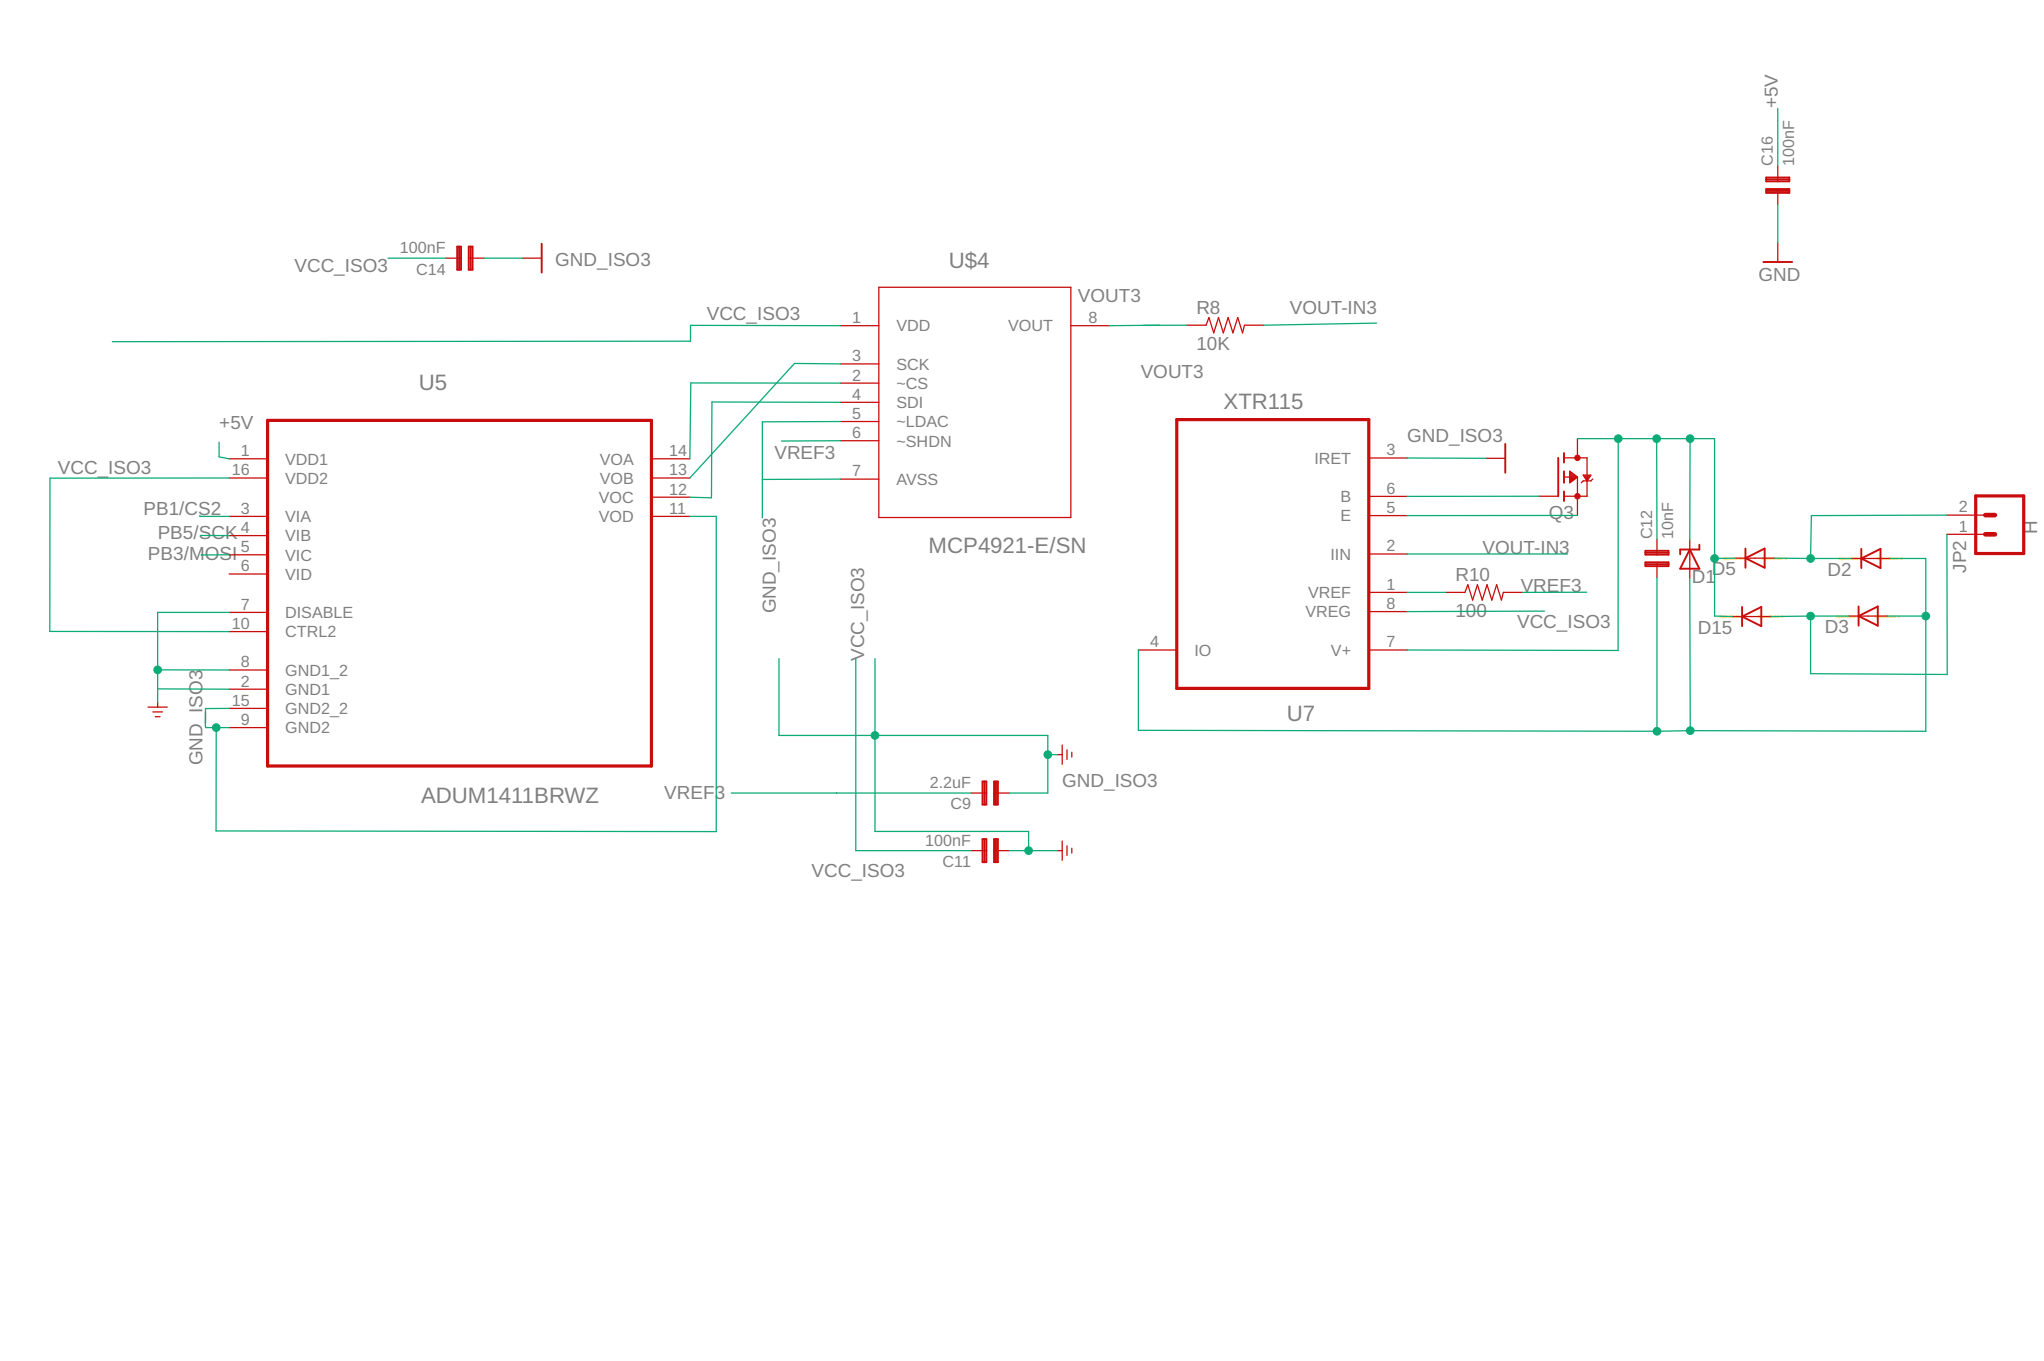 +5V
C16
100nF
GND
VCC_ISO3
100nF
C14
GND_ISO3
U$4
VCC_ISO3
1 VDD
3 SCK
2 ~CS
4 SDI
5 ~LDAC
6 ~SHDN
7 AVSS
VOUT 8
VOUT3
VREF3
GND_ISO3
MCP4921-E/SN
R8
10K
VOUT-IN3
VOUT3
U5
+5V
VCC_ISO3
PB1/CS2
PB5/SCK
PB3/MOSI
1 VDD1
16 VDD2
3 VIA
4 VIB
5 VIC
6 VID
7 DISABLE
10 CTRL2
8 GND1_2
2 GND1
15 GND2_2
9 GND2
VOA 14
VOB 13
VOC 12
VOD 11
GND_ISO3
ADUM1411BRWZ
VCC_ISO3
VREF3
2.2uF
C9
GND_ISO3
100nF
C11
VCC_ISO3
XTR115
IRET 3
B 6
E 5
IIN 2
VREF 1
VREG 8
V+ 7
4 IO
U7
GND_ISO3
Q3
VOUT-IN3
R10
100
VREF3
VCC_ISO3
C12
10nF
D1
D5
D2
D15
D3
2
1
JP2
H